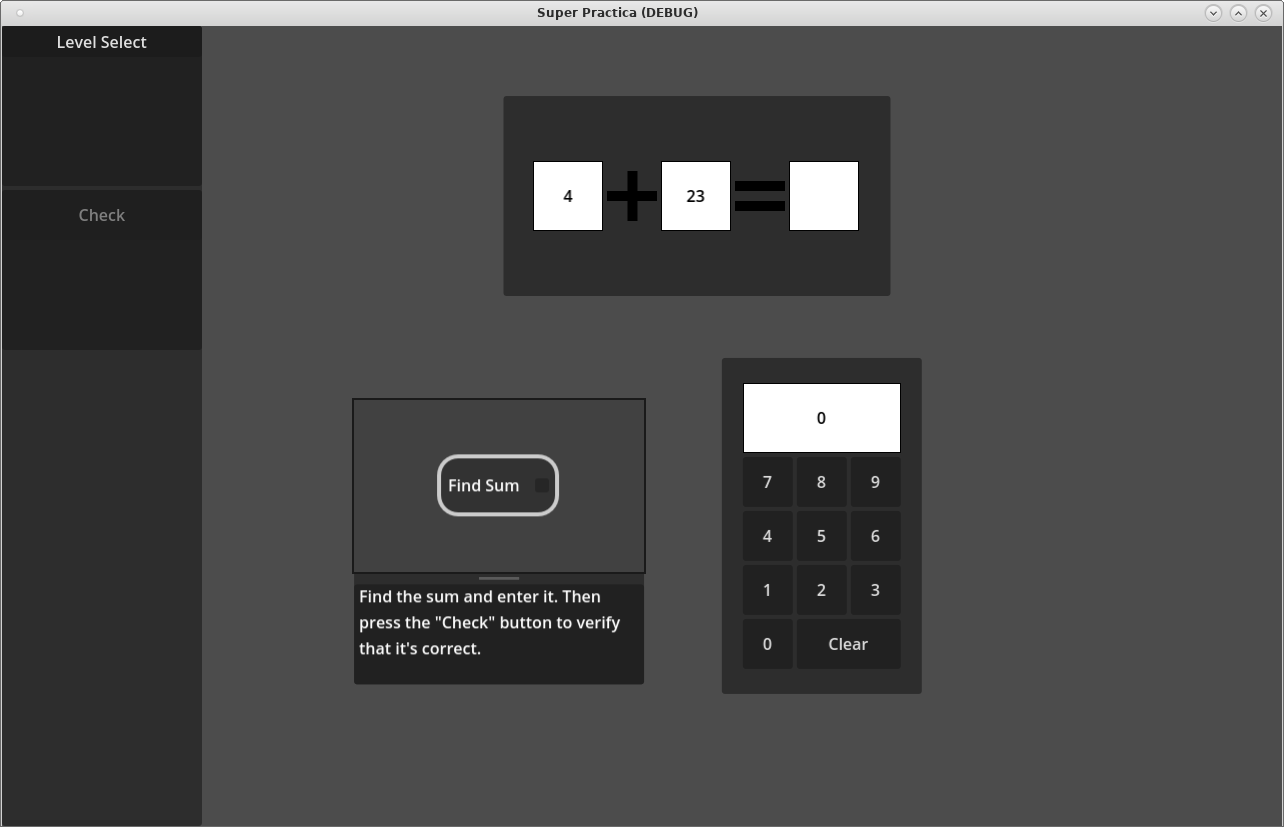 Super Practica (DEBUG)
Level Select
Check
4 + 23 =
Find Sum
Find the sum and enter it. Then
press the "Check" button to verify
that it's correct.
0
7 8 9
4 5 6
1 2 3
0 Clear